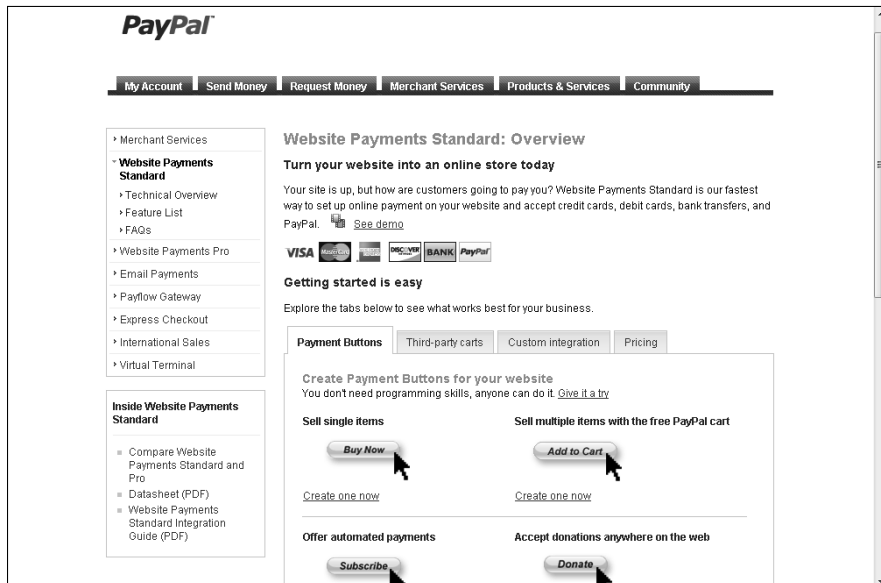 PayPal
My Account Send Money Request Money Merchant Services Products & Services Community
Merchant Services
Website Payments
Standard
Technical Overview
Feature List
FAQs
Website Payments Pro
Email Payments
Payflow Gateway
Express Checkout
International Sales
Virtual Terminal
Inside Website Payments
Standard
Compare Website
Payments Standard and
Pro
Datasheet (PDF)
Website Payments
Standard Integration
Guide (PDF)
Website Payments Standard: Overview
Turn your website into an online store today
Your site is up, but how are customers going to pay you? Website Payments Standard is our fastest
way to set up online payment on your website and accept credit cards, debit cards, bank transfers, and
PayPal. See demo
VISA MasterCard DISCOVER BANK PayPal
Getting started is easy
Explore the tabs below to see what works best for your business.
Payment Buttons Third-party carts Custom integration Pricing
Create Payment Buttons for your website
You don't need programming skills, anyone can do it. Give it a try
Sell single items Sell multiple items with the free PayPal cart
Buy Now Add to Cart
Create one now Create one now
Offer automated payments Accept donations anywhere on the web
Subscribe Donate